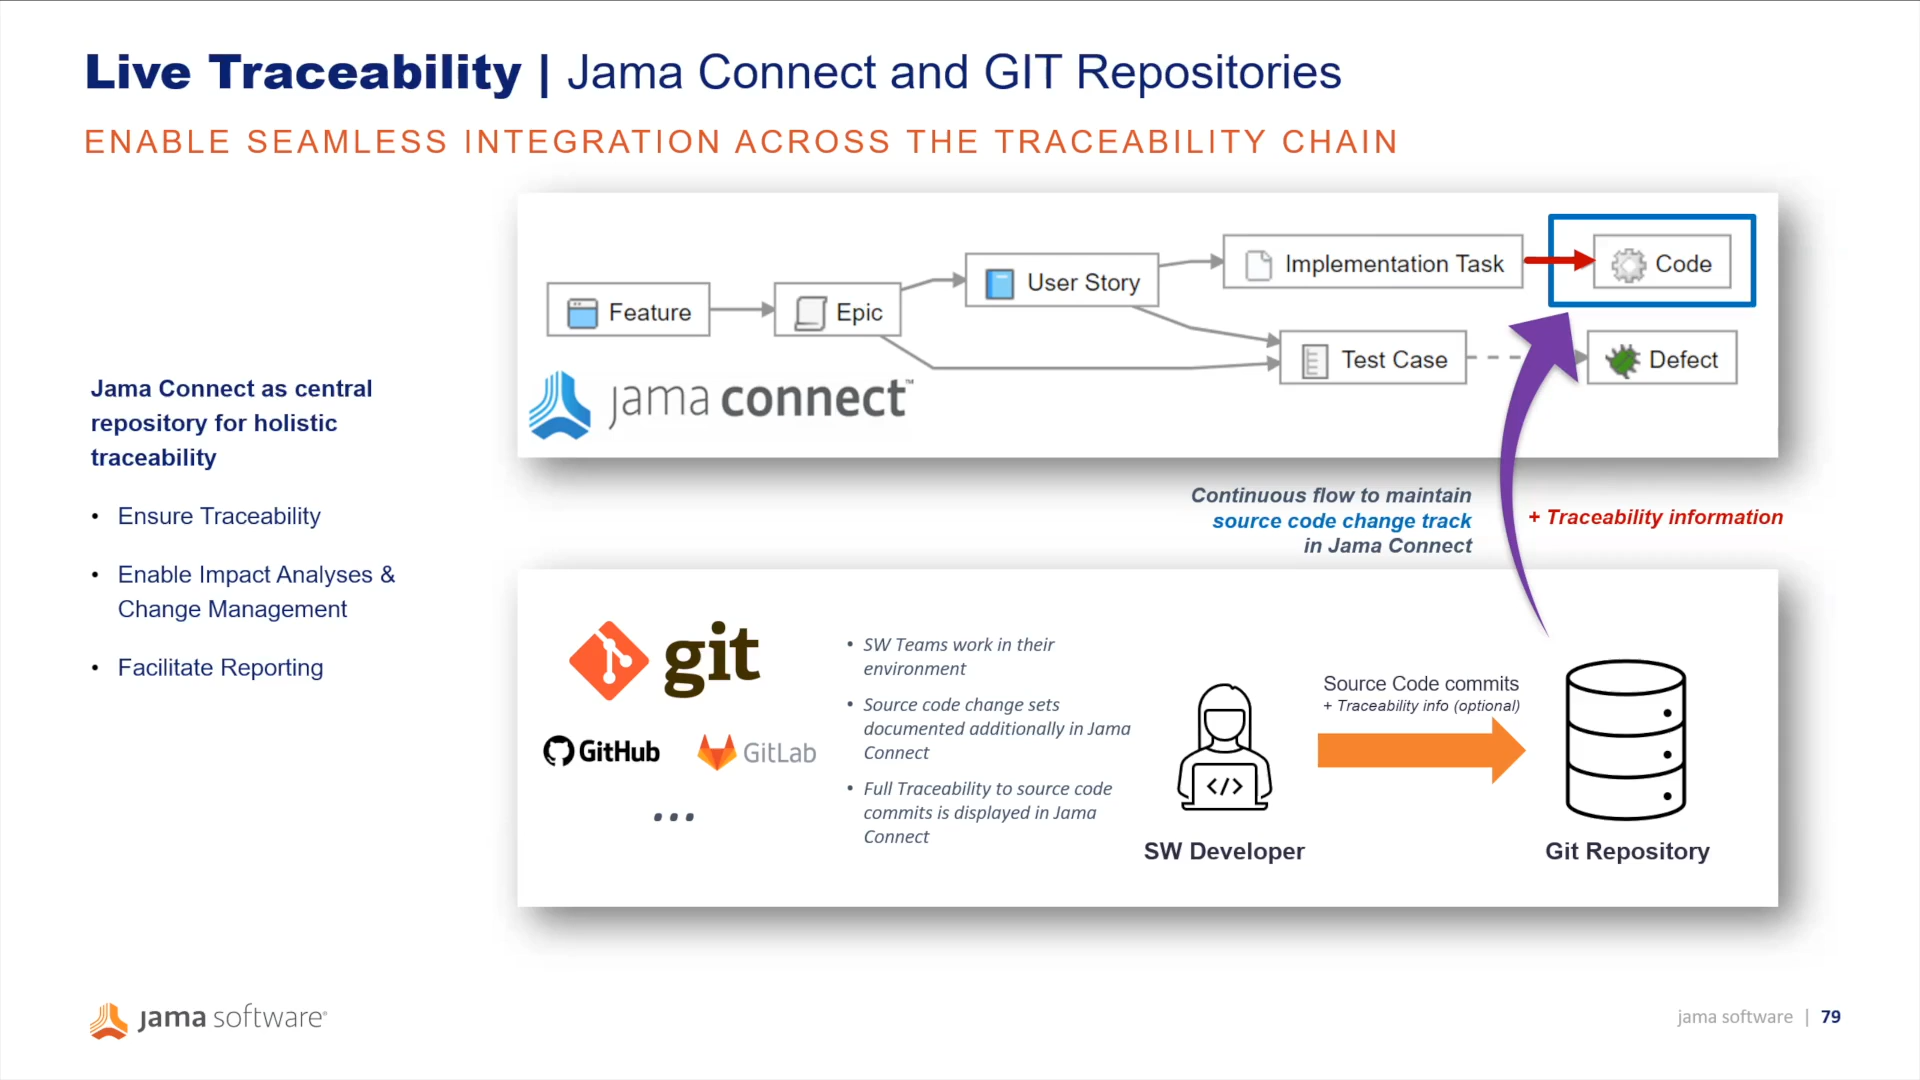 Live Traceability | Jama Connect and GIT Repositories
ENABLE SEAMLESS INTEGRATION ACROSS THE TRACEABILITY CHAIN
Jama Connect as central
repository for holistic
traceability
• Ensure Traceability
• Enable Impact Analyses &
Change Management
• Facilitate Reporting
Feature
Epic
User Story
Implementation Task
Code
Test Case
Defect
jama connect™
Continuous flow to maintain
source code change track
in Jama Connect
+ Traceability information
git
GitHub
GitLab
...
• SW Teams work in their
environment
• Source code change sets
documented additionally in Jama
Connect
• Full Traceability to source code
commits is displayed in Jama
Connect
</>
SW Developer
Source Code commits
+ Traceability info (optional)
Git Repository
jama software®
jama software | 79